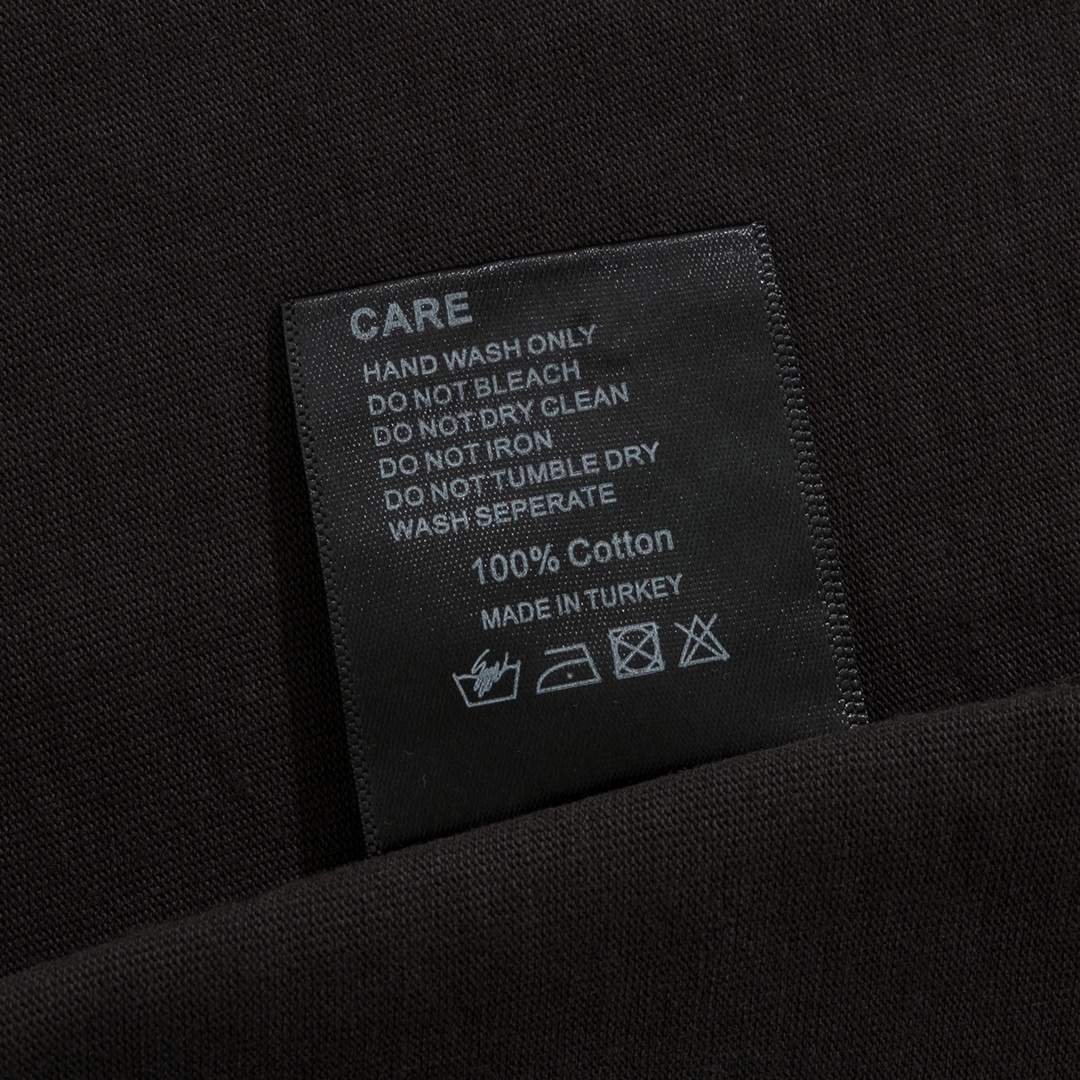 CARE
HAND WASH ONLY
DO NOT BLEACH
DO NOT DRY CLEAN
DO NOT IRON
DO NOT TUMBLE DRY
WASH SEPERATE
100% Cotton
MADE IN TURKEY